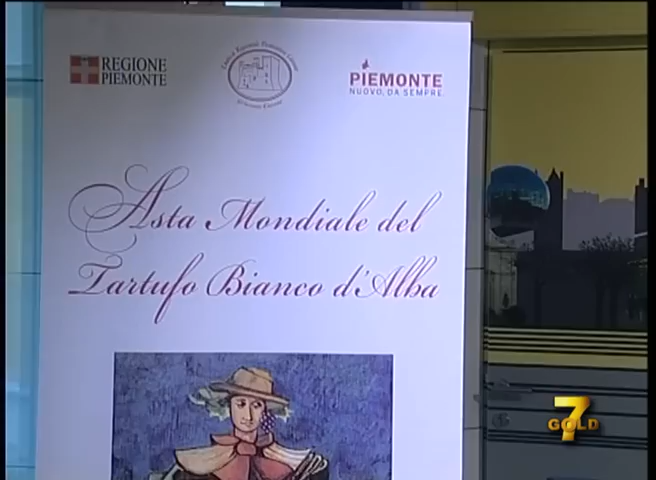 REGIONE
PIEMONTE
PIEMONTE
NUOVO, DA SEMPRE.
Asta Mondiale del
Tartufo Bianco d'Alba
7
GOLD